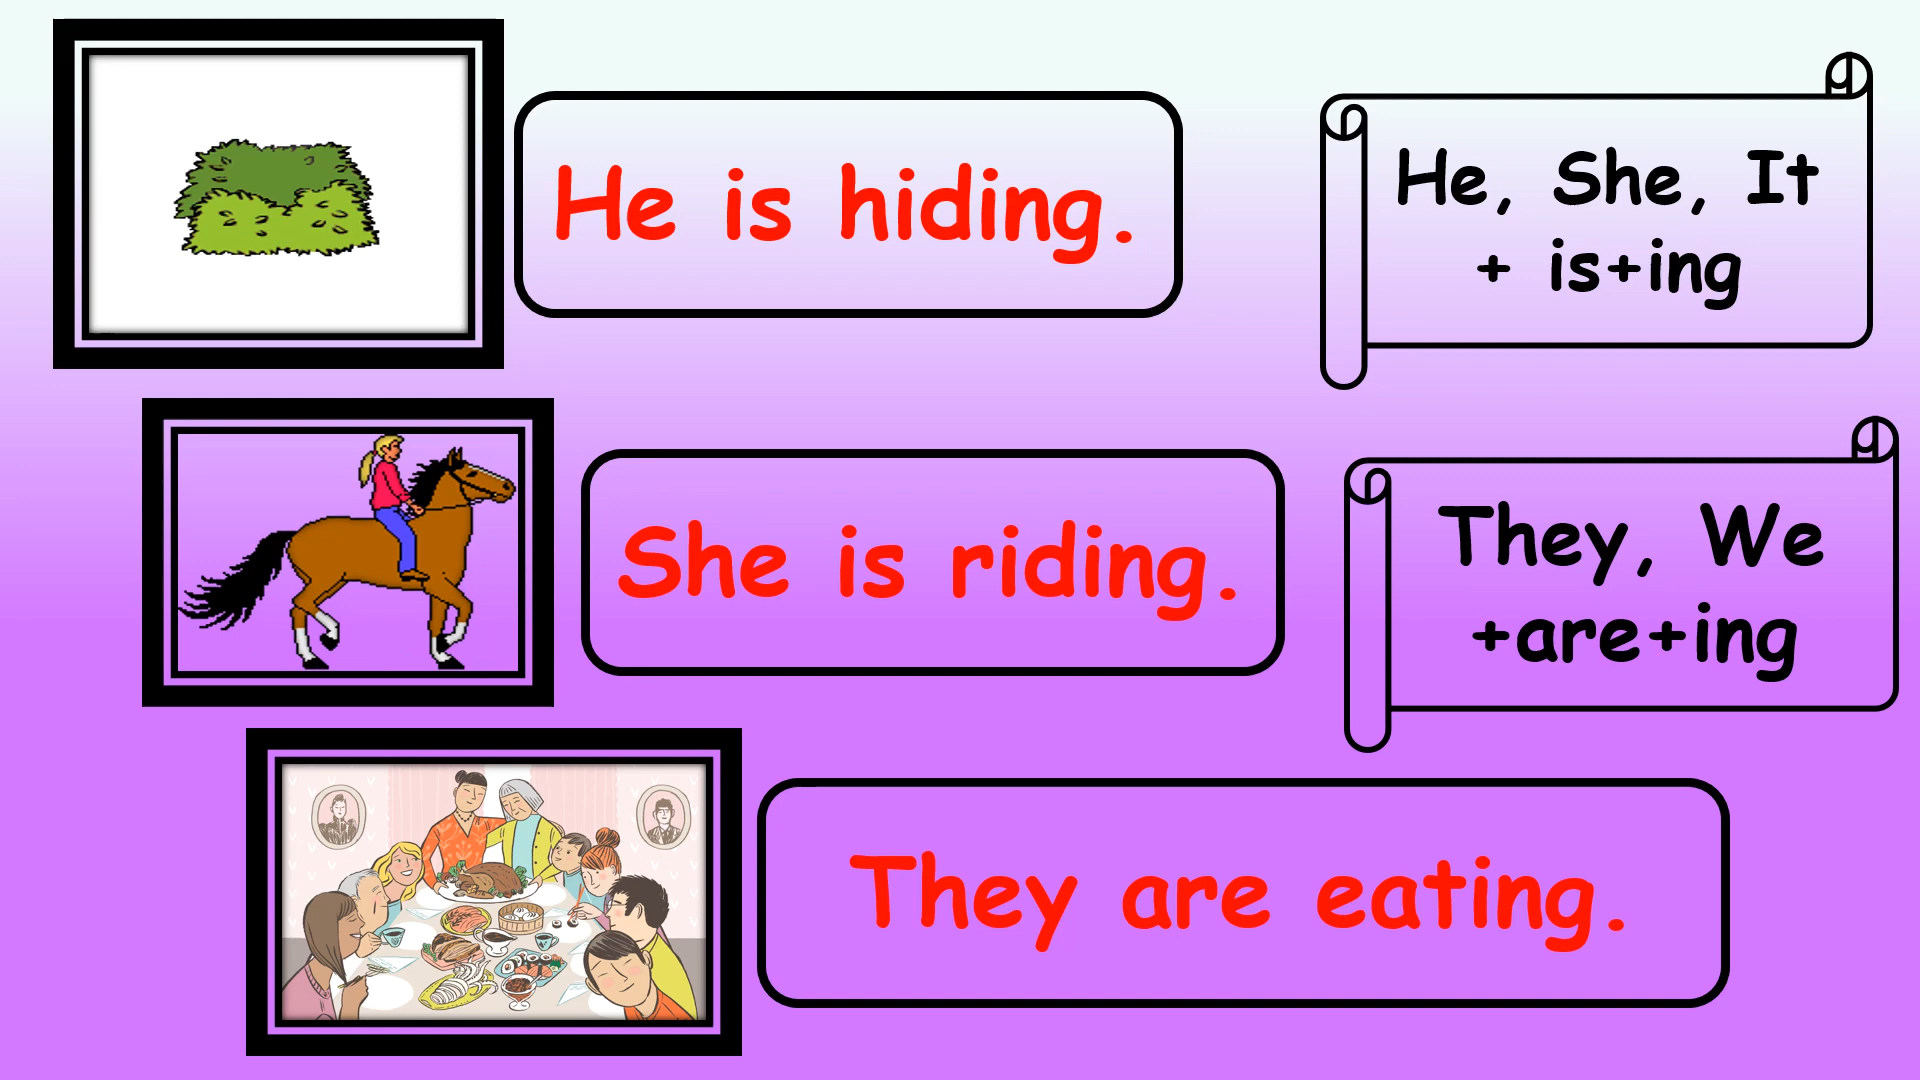 He is hiding.
He, She, It
+ is+ing
She is riding.
They, We
+are+ing
They are eating.